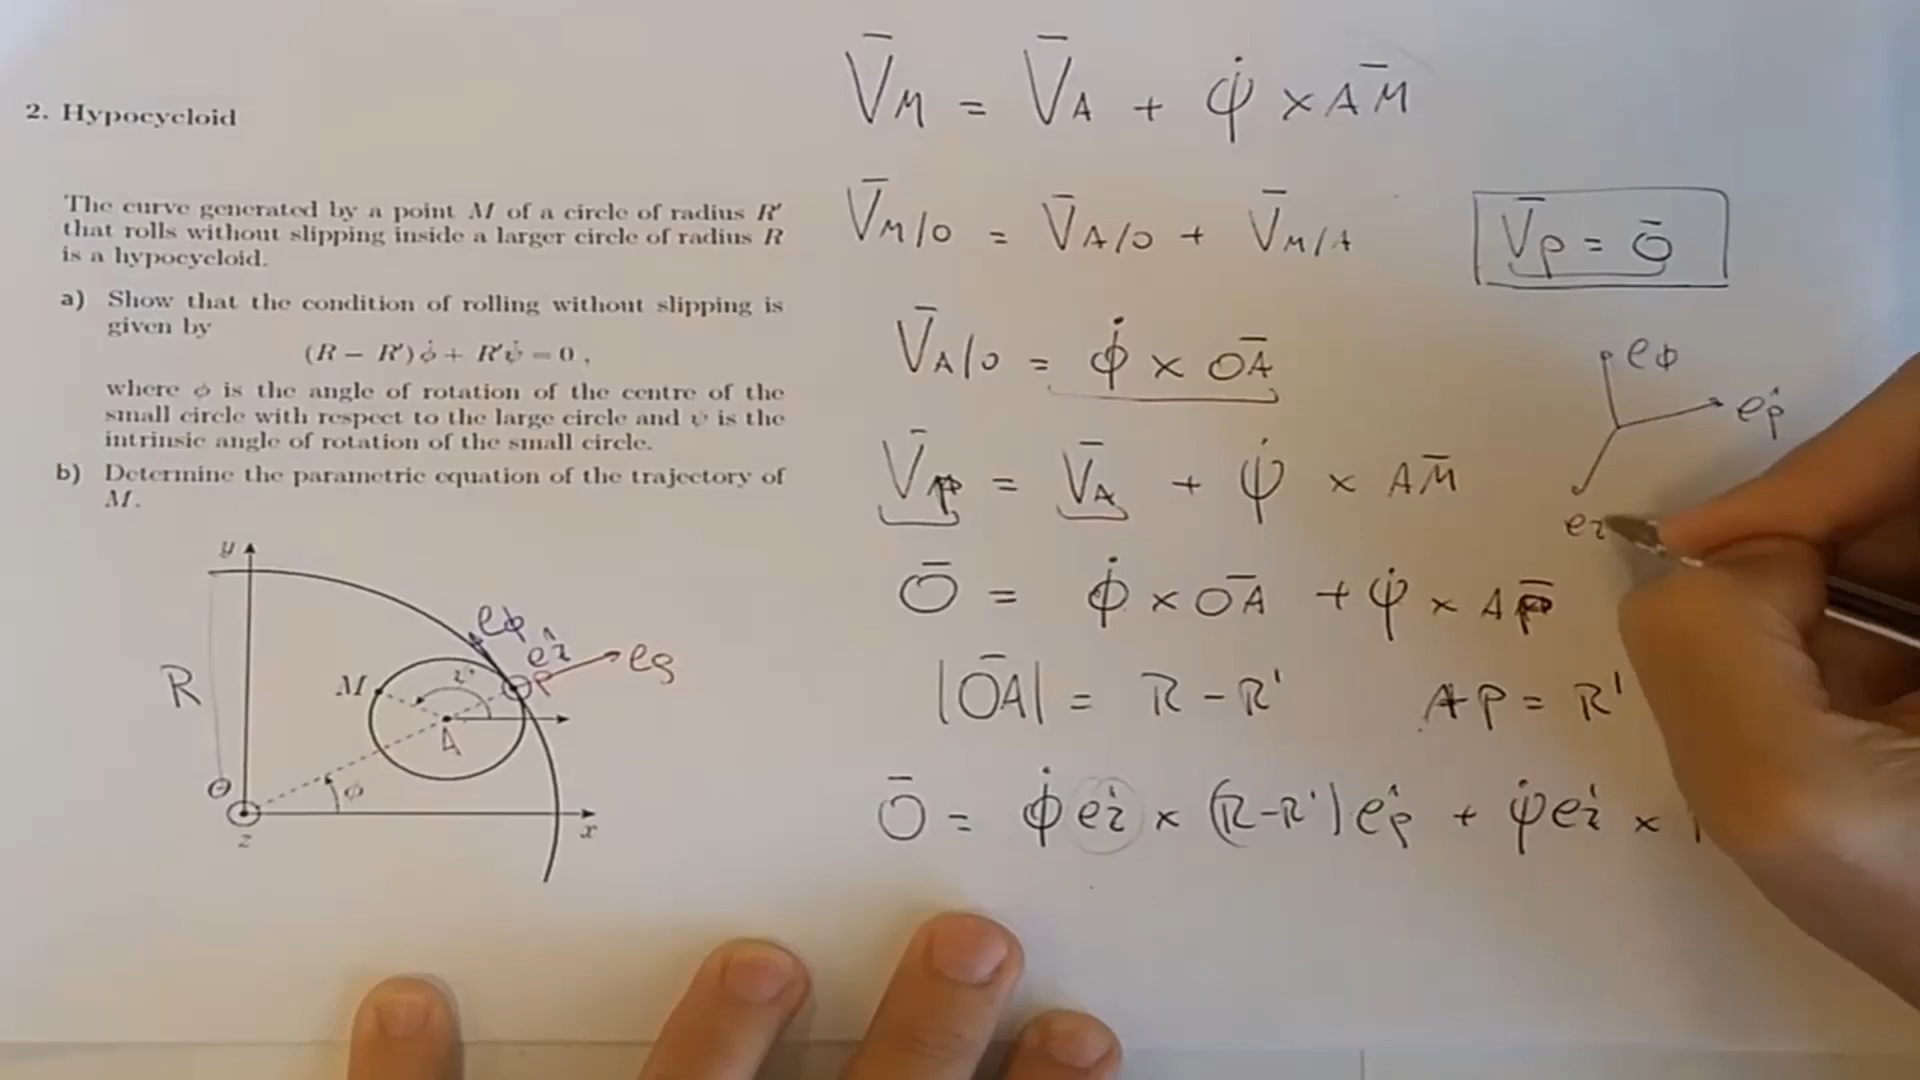 2. Hypocycloid
The curve generated by a point M of a circle of radius R′
that rolls without slipping inside a larger circle of radius R
is a hypocycloid.
a) Show that the condition of rolling without slipping is
given by
(R − R′)ϕ̇ + R′ψ̇ = 0 ,
where ϕ is the angle of rotation of the centre of the
small circle with respect to the large circle and ψ is the
intrinsic angle of rotation of the small circle.
b) Determine the parametric equation of the trajectory of
M.
y
R
M
A
P
eϕ
eẑ
eρ
O
ϕ
z
x
V̄M = V̄A + ψ̇ × AM̄
V̄M/O = V̄A/O + V̄M/A
V̄P = Ō
V̄A/O = ϕ̇ × OĀ
eϕ
eρ̂
ez
V̄P = V̄A + ψ̇ × AM̄
Ō = ϕ̇ × OĀ + ψ̇ × AP̄
|OĀ| = R − R' AP = R'
Ō = ϕ̇ eẑ × (R−R') eρ̂ + ψ̇ eẑ ×